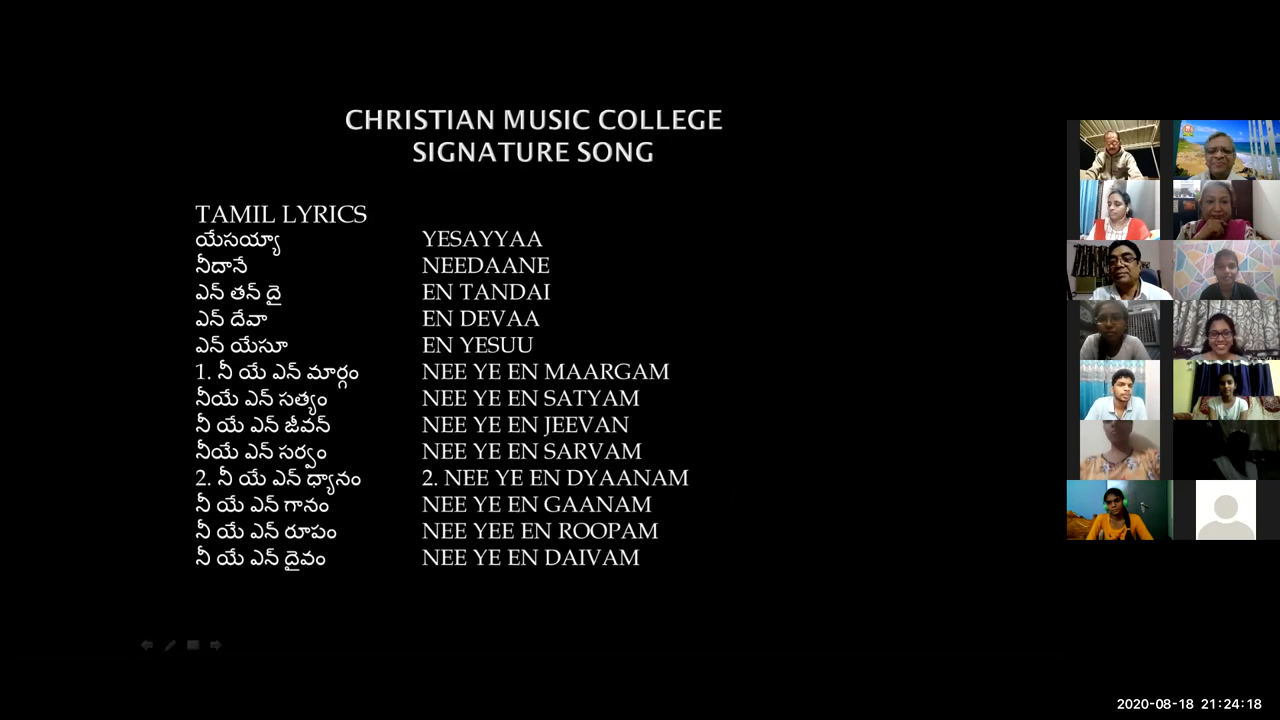 CHRISTIAN MUSIC COLLEGE
SIGNATURE SONG
TAMIL LYRICS
యేసయ్యా YESAYYAA
నీదానే NEEDAANE
ఎన్ తన్ దై EN TANDAI
ఎన్ దేవా EN DEVAA
ఎన్ యేసూ EN YESUU
1. నీ యే ఎన్ మార్గం NEE YE EN MAARGAM
నీయే ఎన్ సత్యం NEE YE EN SATYAM
నీ యే ఎన్ జీవన్ NEE YE EN JEEVAN
నీయే ఎన్ సర్వం NEE YE EN SARVAM
2. నీ యే ఎన్ ధ్యానం 2. NEE YE EN DYAANAM
నీ యే ఎన్ గానం NEE YE EN GAANAM
నీ యే ఎన్ రూపం NEE YEE EN ROOPAM
నీ యే ఎన్ దైవం NEE YE EN DAIVAM
2020-08-18 21:24:18